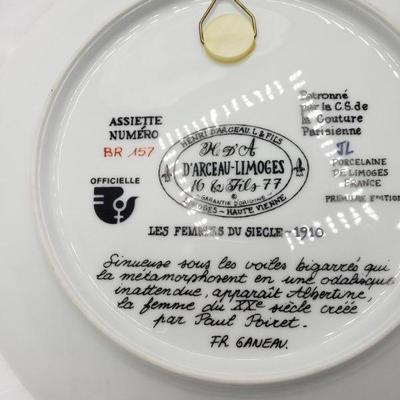 ASSIETTE
NUMÉRO
BR 157
OFFICIELLE
HENRI D'ARCEAU. L & FILS
H. D'A
D'ARCEAU-LIMOGES
16 & Fils 77
GARANTIE D'ORIGINE
LIMOGES - HAUTE VIENNE
Patronné
par la C.S. de
la Couture
Parisienne
JL
PORCELAINE
DE LIMOGES
FRANCE
PREMIÈRE EDITION
LES FEMMES DU SIECLE - 1910
Sinueuse sous les voiles bigarrés qui
la métamorphosent en une odalisque
inattendue, apparaît Albertine,
la femme du XXe siècle créée
par Paul Poiret.
FR GANEAU.